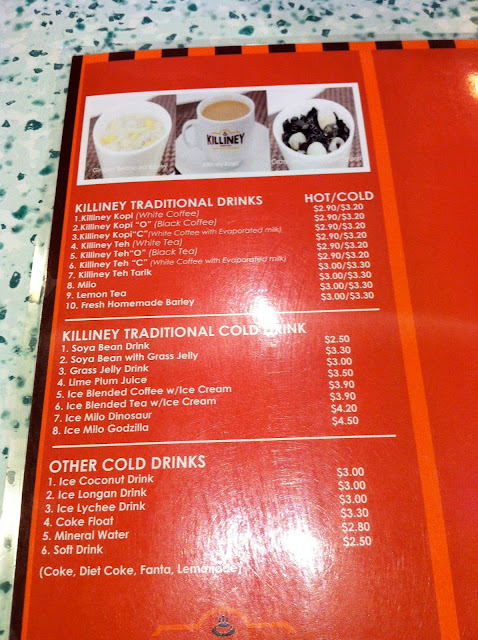 KILLINEY
Killiney Kopi
KILLINEY TRADITIONAL DRINKS HOT/COLD
1.Killiney Kopi (White Coffee) $2.90/$3.20
2.Killiney Kopi "O" (Black Coffee) $2.90/$3.20
3.Killiney Kopi"C"(White Coffee with Evaporated milk) $2.90/$3.20
4. Killiney Teh (White Tea) $2.90/$3.20
5. Killiney Teh"O" (Black Tea) $2.90/$3.20
6. Killiney Teh "C" (White Coffee with Evaporated milk) $2.90/$3.20
7. Killiney Teh Tarik $3.00/$3.30
8. Milo $3.00/$3.30
9. Lemon Tea $3.00/$3.30
10. Fresh Homemade Barley $3.00/$3.30
KILLINEY TRADITIONAL COLD DRINK
1. Soya Bean Drink $2.50
2. Soya Bean with Grass Jelly $3.30
3. Grass Jelly Drink $3.00
4. Lime Plum Juice $3.50
5. Ice Blended Coffee w/Ice Cream $3.90
6. Ice Blended Tea w/Ice Cream $3.90
7. Ice Milo Dinosaur $4.20
8. Ice Milo Godzilla $4.50
OTHER COLD DRINKS
1. Ice Coconut Drink $3.00
2. Ice Longan Drink $3.00
3. Ice Lychee Drink $3.00
4. Coke Float $3.30
5. Mineral Water $2.80
6. Soft Drink $2.50
(Coke, Diet Coke, Fanta, Lemonade)